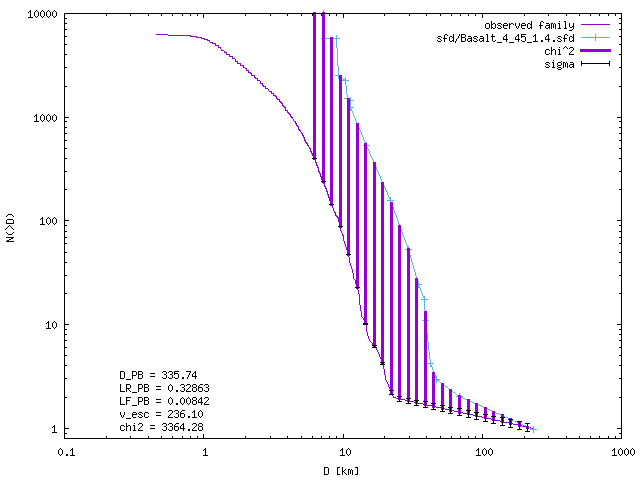 10000
1000
100
10
1
N(>D)
observed family
sfd/Basalt_4_45_1.4.sfd
chi^2
sigma
D_PB = 335.74
LR_PB = 0.32863
LF_PB = 0.00842
v_esc = 236.10
chi2 = 3364.28
0.1 1 10 100 1000
D [km]